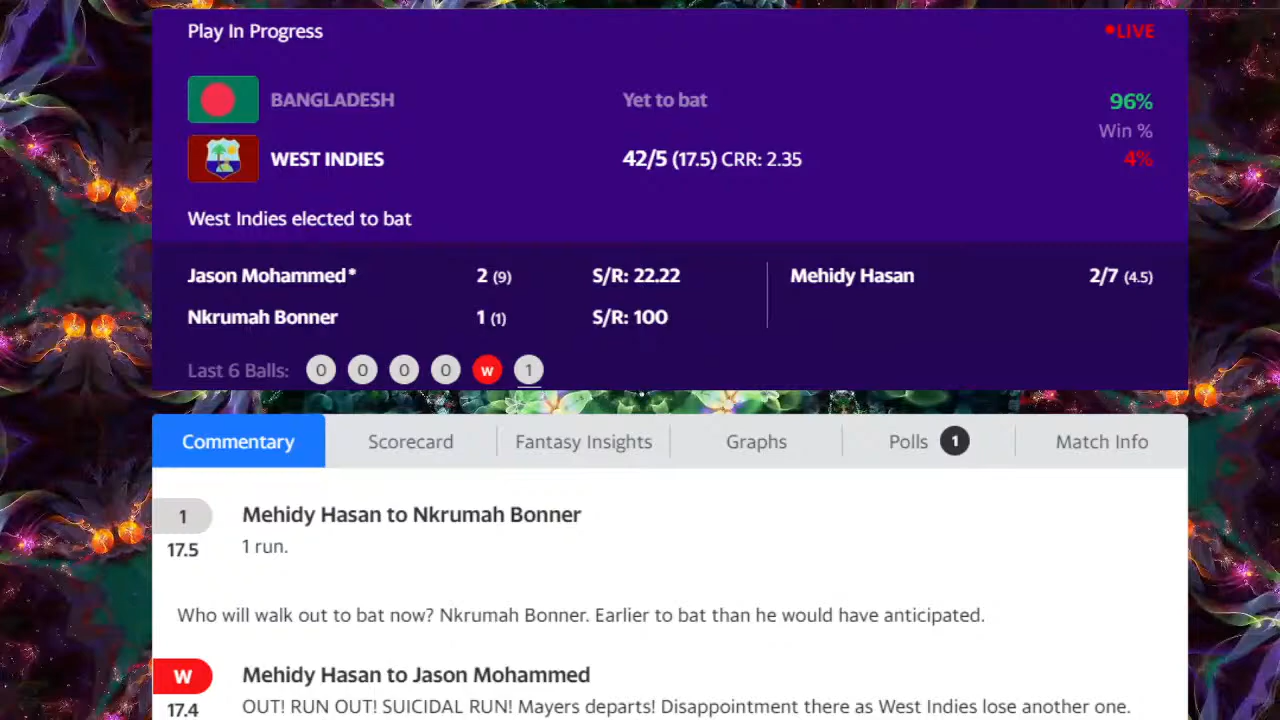 Play In Progress
LIVE
BANGLADESH Yet to bat 96%
Win %
WEST INDIES 42/5 (17.5) CRR: 2.35 4%
West Indies elected to bat
Jason Mohammed* 2 (9) S/R: 22.22 Mehidy Hasan 2/7 (4.5)
Nkrumah Bonner 1 (1) S/R: 100
Last 6 Balls: 0 0 0 0 W 1
Commentary Scorecard Fantasy Insights Graphs Polls 1 Match Info
1 Mehidy Hasan to Nkrumah Bonner
17.5 1 run.
Who will walk out to bat now? Nkrumah Bonner. Earlier to bat than he would have anticipated.
W Mehidy Hasan to Jason Mohammed
17.4 OUT! RUN OUT! SUICIDAL RUN! Mayers departs! Disappointment there as West Indies lose another one.